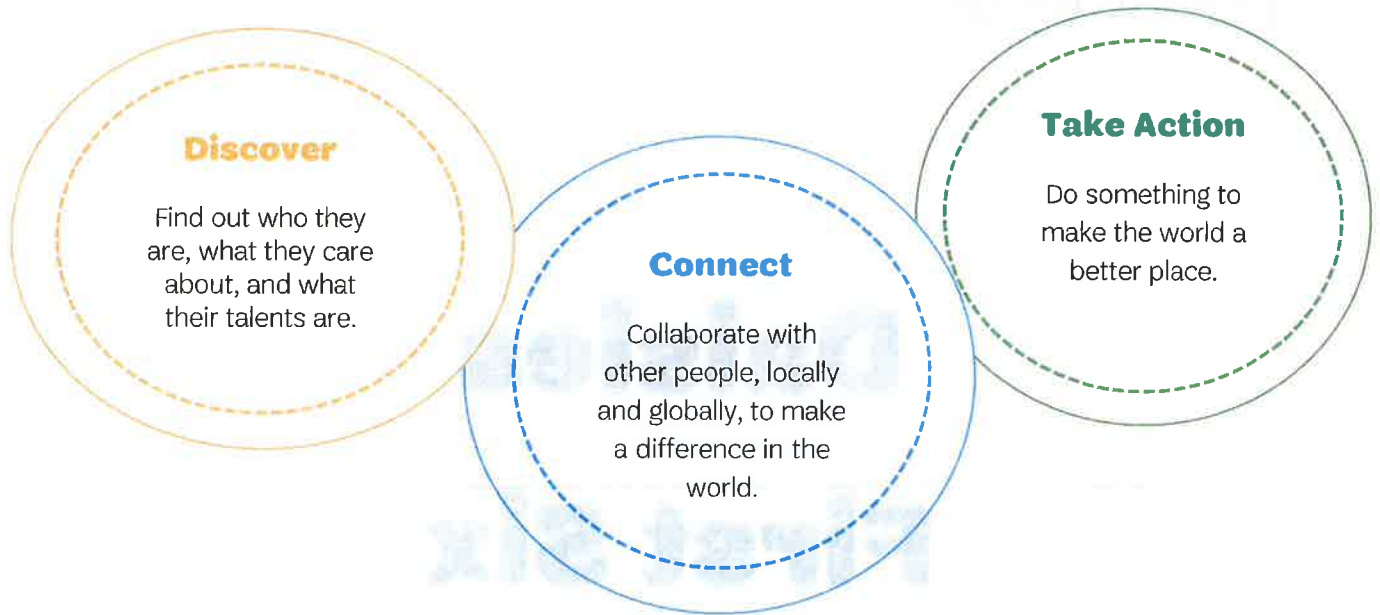 Discover
Find out who they
are, what they care
about, and what
their talents are.
Connect
Collaborate with
other people, locally
and globally, to make
a difference in the
world.
Take Action
Do something to
make the world a
better place.